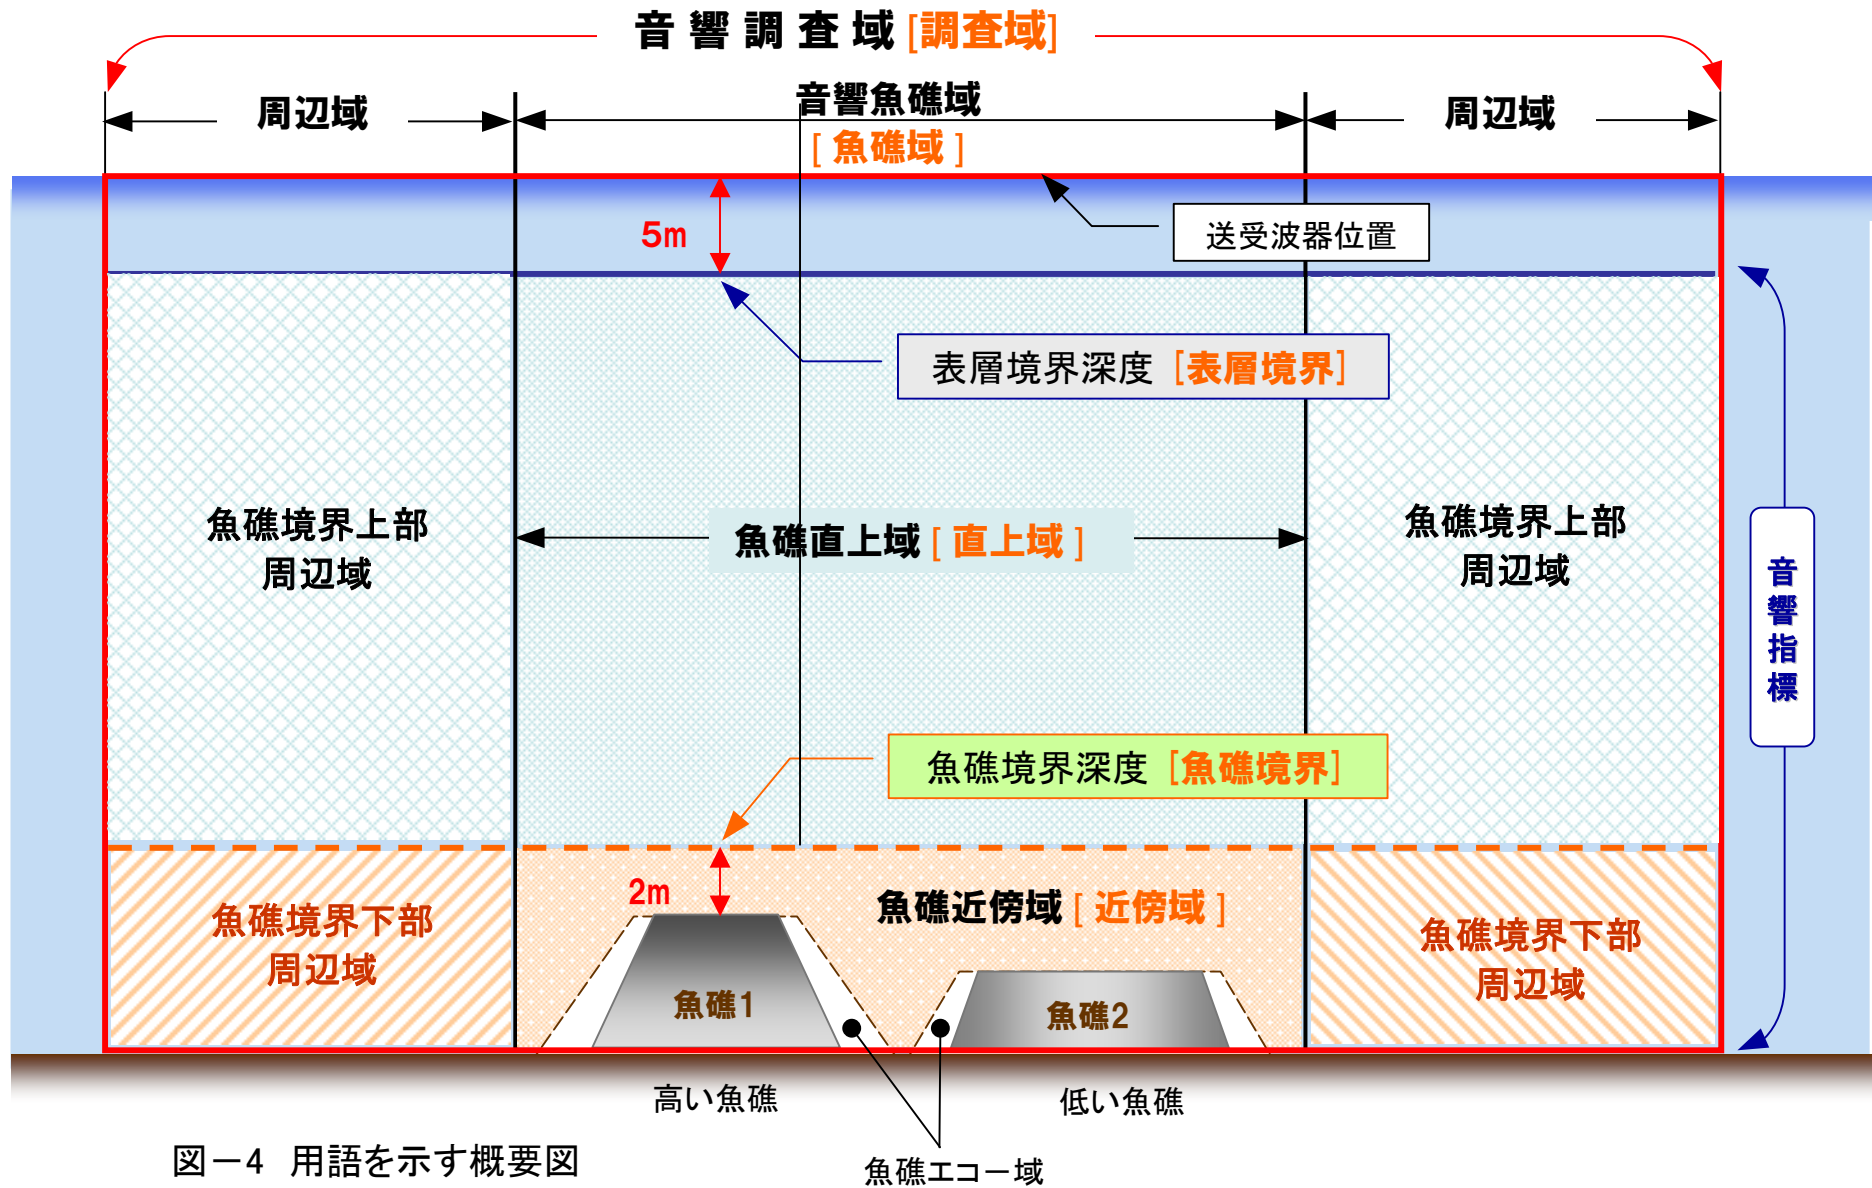 音響調査域[調査域]
周辺域
音響魚礁域
[魚礁域]
周辺域
5m
送受波器位置
表層境界深度 [表層境界]
魚礁境界上部
周辺域
魚礁直上域[直上域]
魚礁境界上部
周辺域
音響指標
魚礁境界深度 [魚礁境界]
2m
魚礁近傍域[近傍域]
魚礁境界下部
周辺域
魚礁境界下部
周辺域
魚礁1
魚礁2
高い魚礁
低い魚礁
図－4 用語を示す概要図
魚礁エコー域